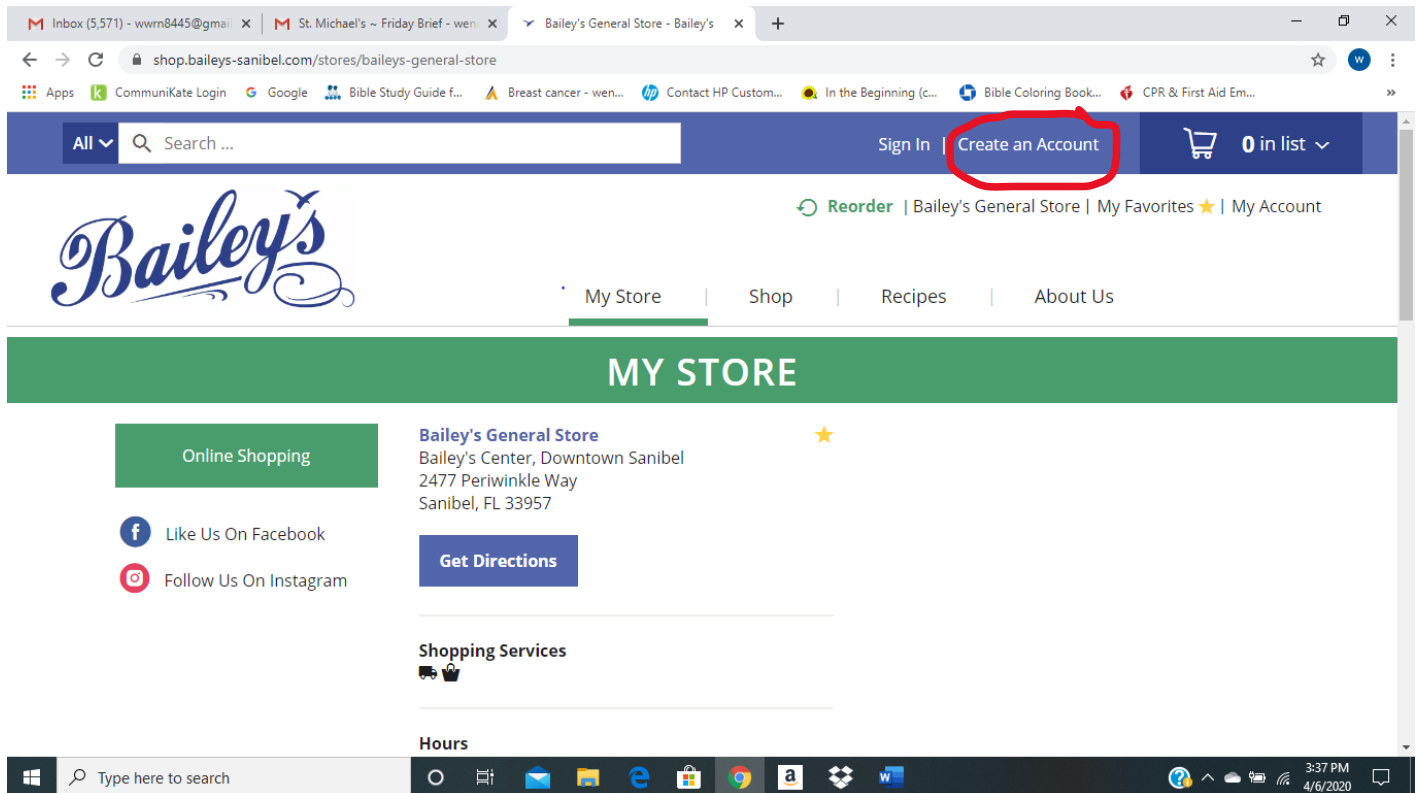 Inbox (5,571) - wwrn8445@gmail St. Michael's ~ Friday Brief - wen Bailey's General Store - Bailey's
shop.baileys-sanibel.com/stores/baileys-general-store W
Apps CommuniKate Login Google Bible Study Guide f... Breast cancer - wen... Contact HP Custom... In the Beginning (c... Bible Coloring Book... CPR & First Aid Em... »
All Search ... Sign In | Create an Account 0 in list
Reorder | Bailey's General Store | My Favorites | My Account
Bailey's
My Store | Shop | Recipes | About Us
MY STORE
Online Shopping
Like Us On Facebook
Follow Us On Instagram
Bailey's General Store
Bailey's Center, Downtown Sanibel
2477 Periwinkle Way
Sanibel, FL 33957
Get Directions
Shopping Services
Hours
Type here to search
3:37 PM
4/6/2020